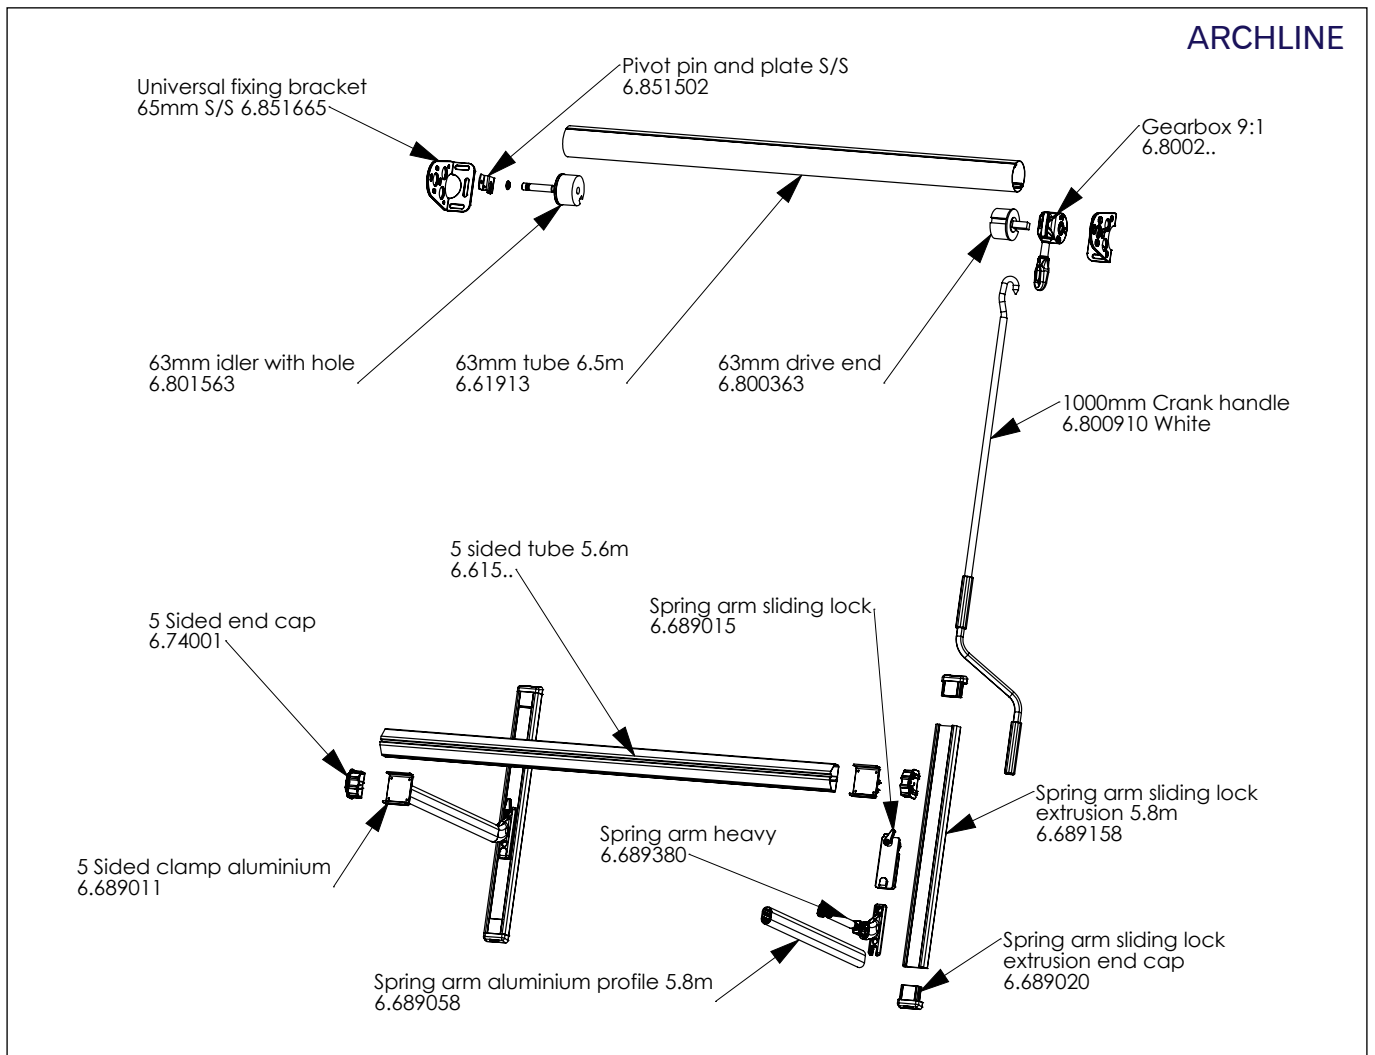 ARCHLINE
Universal fixing bracket
65mm S/S 6.851665
Pivot pin and plate S/S
6.851502
Gearbox 9:1
6.8002..
63mm idler with hole
6.801563
63mm tube 6.5m
6.61913
63mm drive end
6.800363
1000mm Crank handle
6.800910 White
5 sided tube 5.6m
6.615..
5 Sided end cap
6.74001
Spring arm sliding lock
6.689015
Spring arm sliding lock
extrusion 5.8m
6.689158
Spring arm heavy
6.689380
5 Sided clamp aluminium
6.689011
Spring arm aluminium profile 5.8m
6.689058
Spring arm sliding lock
extrusion end cap
6.689020